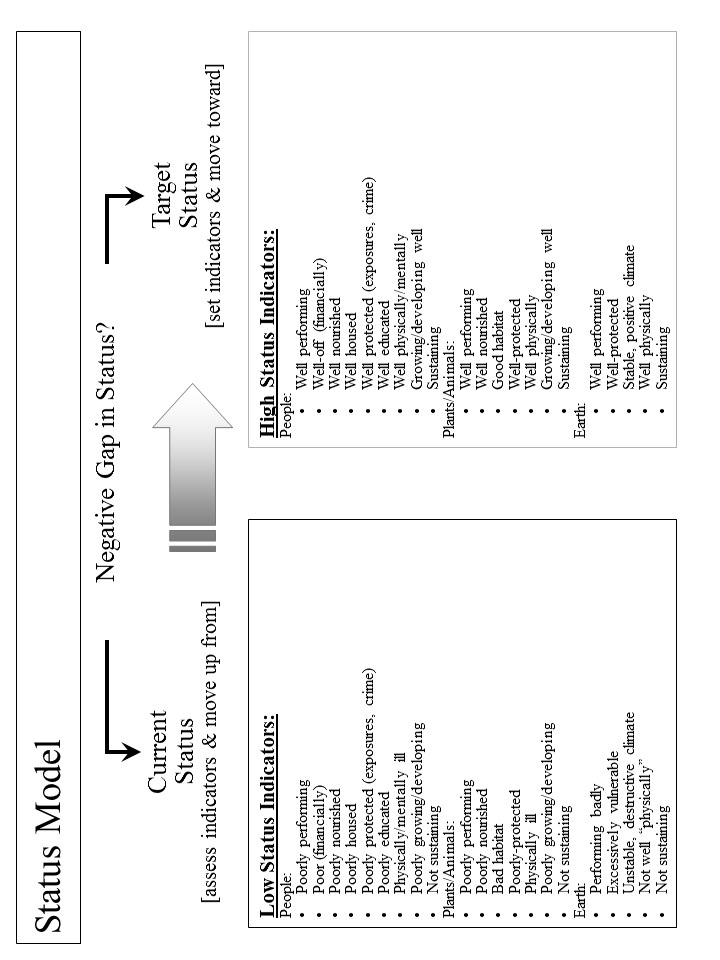 Status Model
Negative Gap in Status?
Current
Status
[assess indicators & move up from]
Target
Status
[set indicators & move toward]
Low Status Indicators:
People:
• Poorly performing
• Poor (financially)
• Poorly nourished
• Poorly housed
• Poorly protected (exposures, crime)
• Poorly educated
• Physically/mentally ill
• Poorly growing/developing
• Not sustaining
Plants/Animals:
• Poorly performing
• Poorly nourished
• Bad habitat
• Poorly-protected
• Physically ill
• Poorly growing/developing
• Not sustaining
Earth:
• Performing badly
• Excessively vulnerable
• Unstable, destructive climate
• Not well “physically”
• Not sustaining
High Status Indicators:
People:
• Well performing
• Well-off (financially)
• Well nourished
• Well housed
• Well protected (exposures, crime)
• Well educated
• Well physically/mentally
• Growing/developing well
• Sustaining
Plants/Animals:
• Well performing
• Well nourished
• Good habitat
• Well-protected
• Well physically
• Growing/developing well
• Sustaining
Earth:
• Well performing
• Well-protected
• Stable, positive climate
• Well physically
• Sustaining